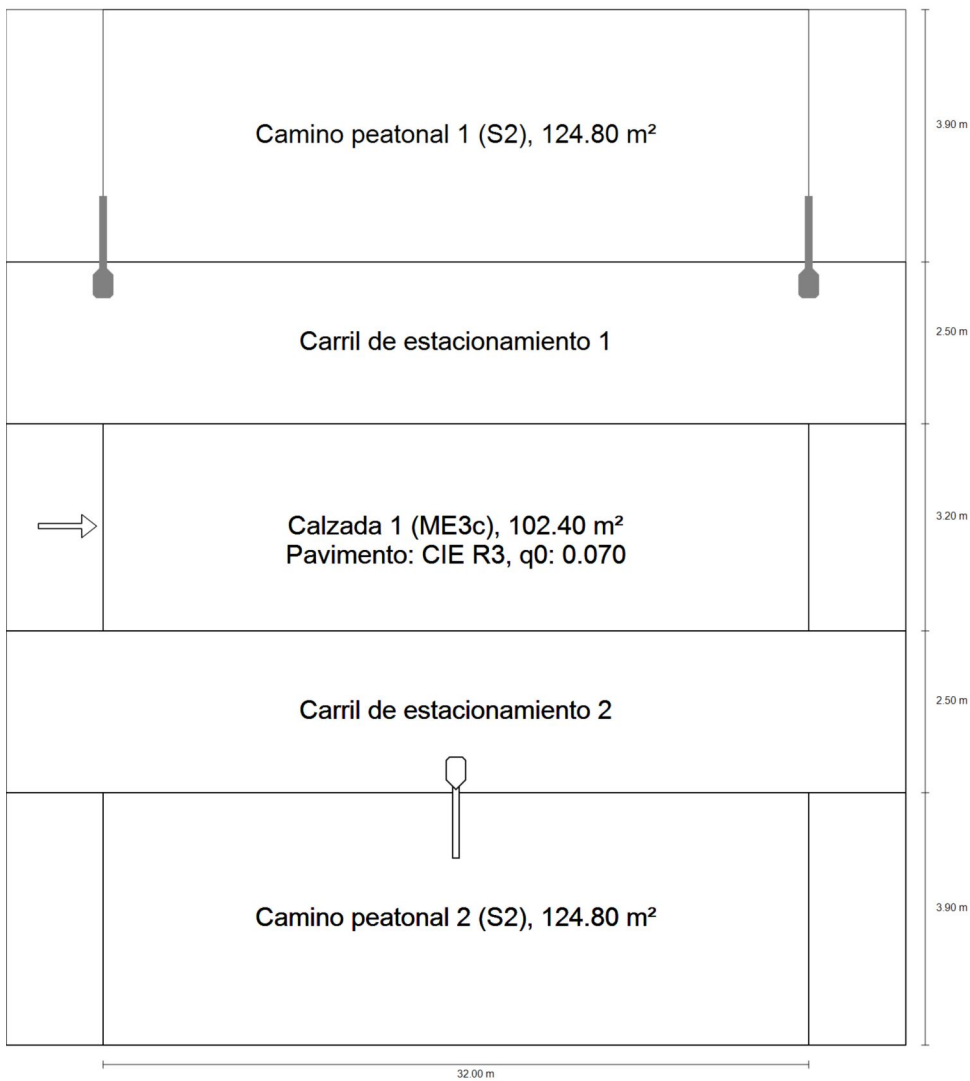 Camino peatonal 1 (S2), 124.80 m²
3.90 m
Carril de estacionamiento 1
2.50 m
Calzada 1 (ME3c), 102.40 m²
Pavimento: CIE R3, q0: 0.070
3.20 m
Carril de estacionamiento 2
2.50 m
Camino peatonal 2 (S2), 124.80 m²
3.90 m
32.00 m